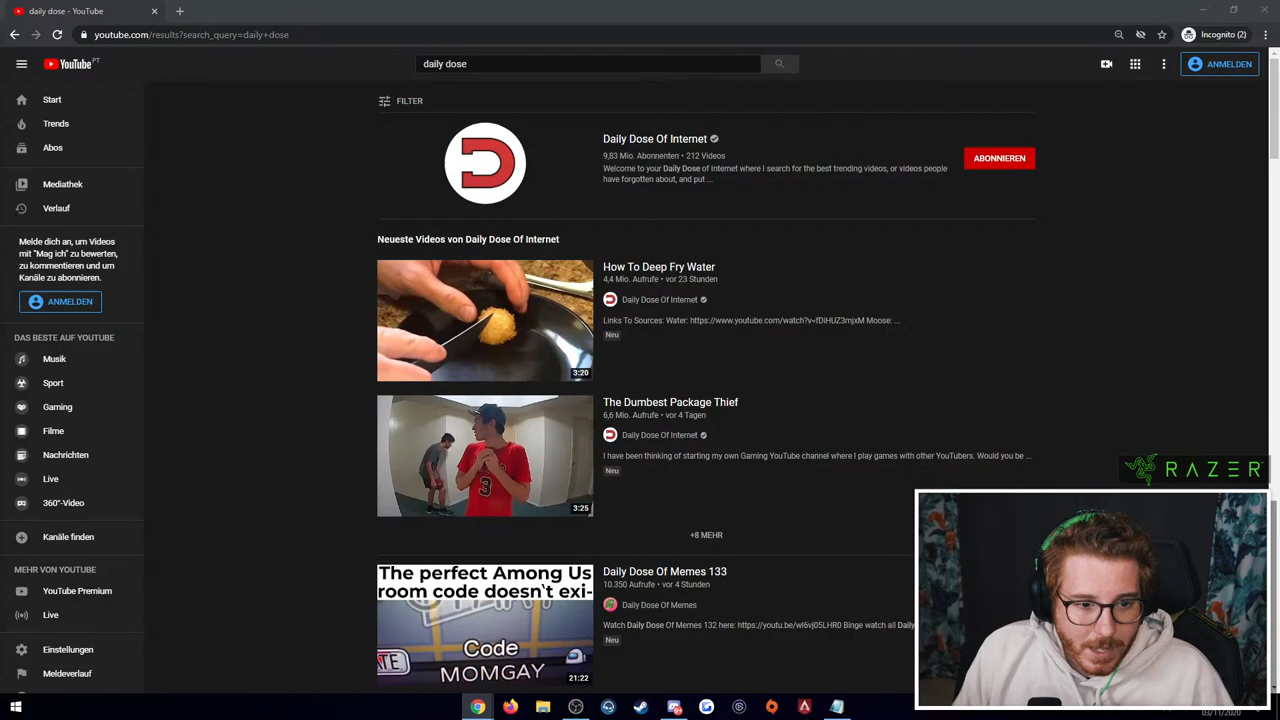 daily dose - YouTube
youtube.com/results?search_query=daily+dose
Incognito (2)
YouTube PT
daily dose
ANMELDEN
Start
Trends
Abos
Mediathek
Verlauf
Melde dich an, um Videos
mit "Mag ich" zu bewerten,
zu kommentieren und um
Kanäle zu abonnieren.
ANMELDEN
DAS BESTE AUF YOUTUBE
Musik
Sport
Gaming
Filme
Nachrichten
Live
360°-Video
Kanäle finden
MEHR VON YOUTUBE
YouTube Premium
Live
Einstellungen
Meldeverlauf
FILTER
Daily Dose Of Internet
9,83 Mio. Abonnenten • 212 Videos
Welcome to your Daily Dose of Internet where I search for the best trending videos, or videos people
have forgotten about, and put ...
ABONNIEREN
Neueste Videos von Daily Dose Of Internet
How To Deep Fry Water
4,4 Mio. Aufrufe • vor 23 Stunden
Daily Dose Of Internet
Links To Sources: Water: https://www.youtube.com/watch?v=fDiHUZ3mjxM Moose: ...
Neu
3:20
The Dumbest Package Thief
6,6 Mio. Aufrufe • vor 4 Tagen
Daily Dose Of Internet
I have been thinking of starting my own Gaming YouTube channel where I play games with other YouTubers. Would you be ...
Neu
3
3:25
+8 MEHR
The perfect Among Us
room code doesn't exi-
Code
MOMGAY
21:22
Daily Dose Of Memes 133
10.350 Aufrufe • vor 4 Stunden
Daily Dose Of Memes
Watch Daily Dose Of Memes 132 here: https://youtu.be/wI6vj05LHR0 Binge watch all Daily
Neu
RAZER
03/11/2020